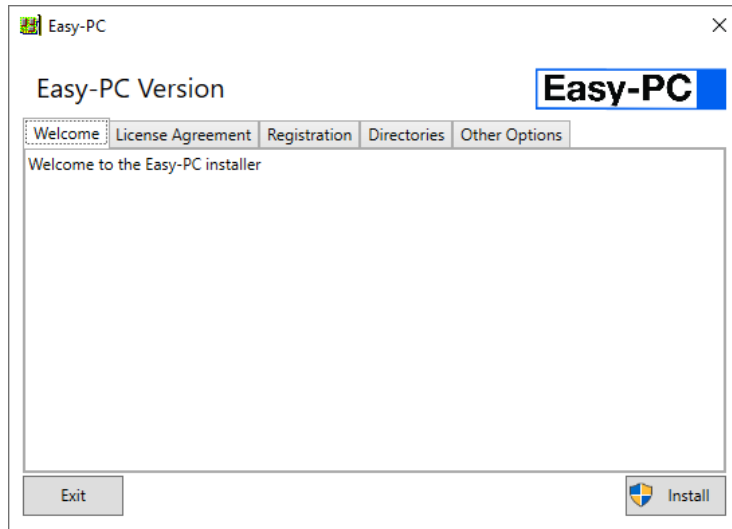 Easy-PC
Easy-PC Version
Easy-PC
Welcome License Agreement Registration Directories Other Options
Welcome to the Easy-PC installer
Exit Install